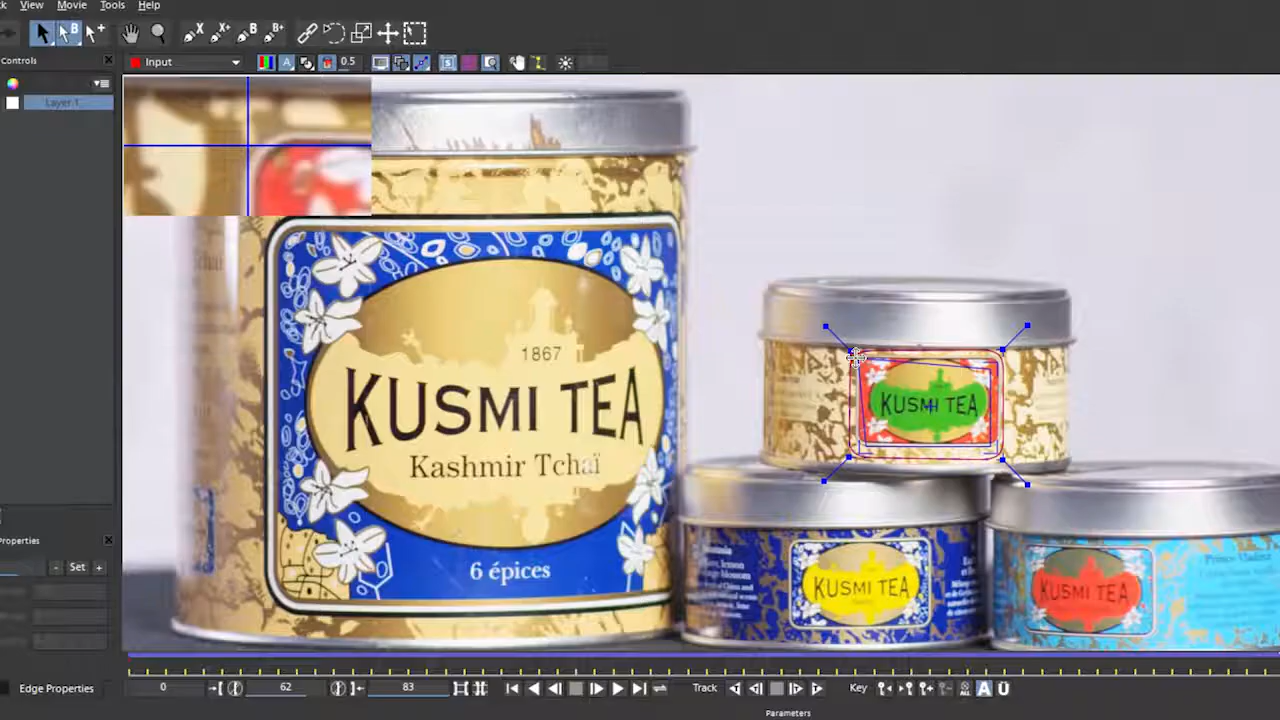 View Movie Tools Help
X X+ B B+
Controls
Input 0.5
Layer 1
1867
KUSMI TEA
Kashmir Tchaï
6 épices
KUSMI TEA
KUSMI TEA
KUSMI TEA
Properties
- Set +
Edge Properties
0 62 83 Track Key ALL A Ü
Parameters